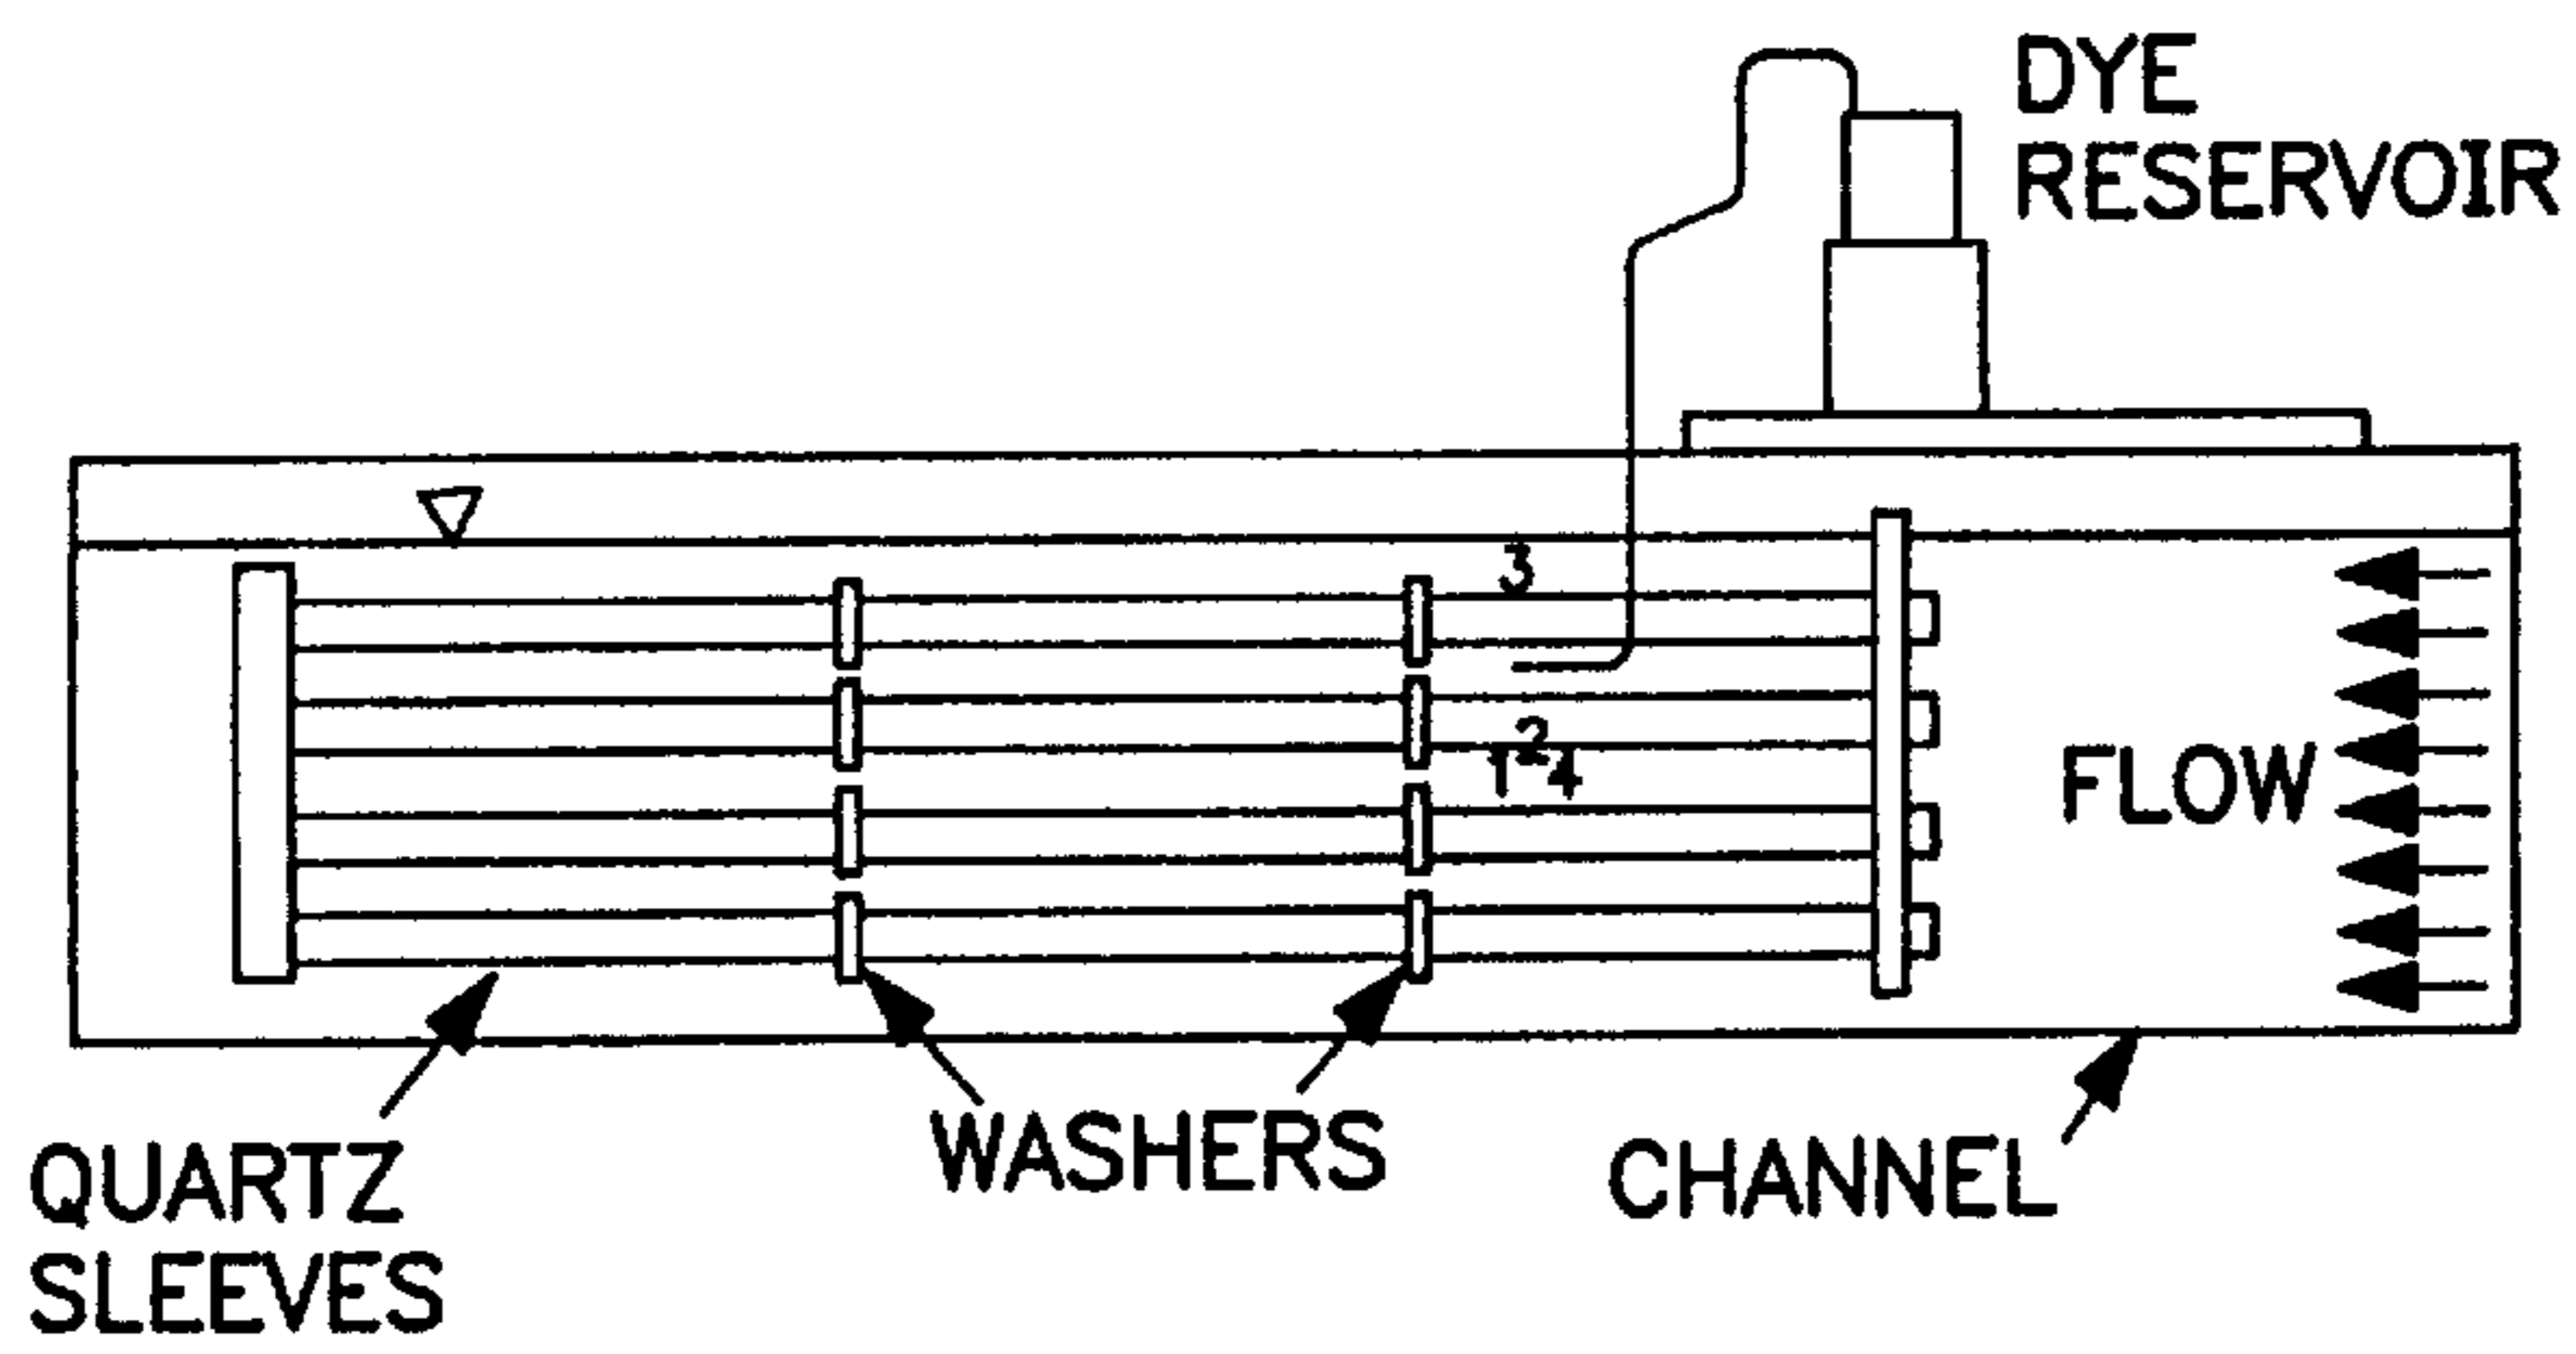 DYE
RESERVOIR
3
2
1 4
FLOW
WASHERS
CHANNEL
QUARTZ
SLEEVES